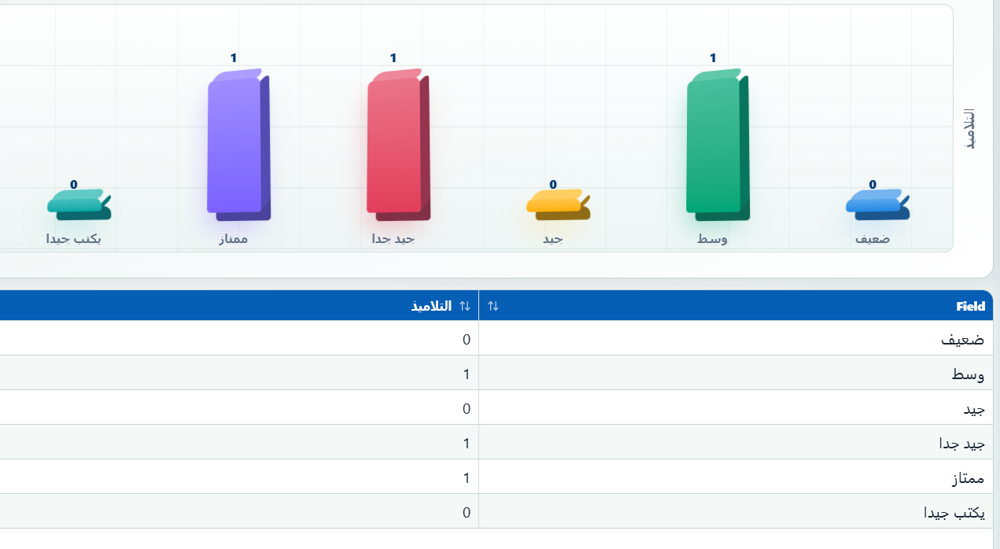 1
1
1
0
0
0
التلاميذ
ضعيف
وسط
جيد
جيد جدا
ممتاز
يكتب جيدا
Field
التلاميذ
ضعيف
0
وسط
1
جيد
0
جيد جدا
1
ممتاز
1
يكتب جيدا
0